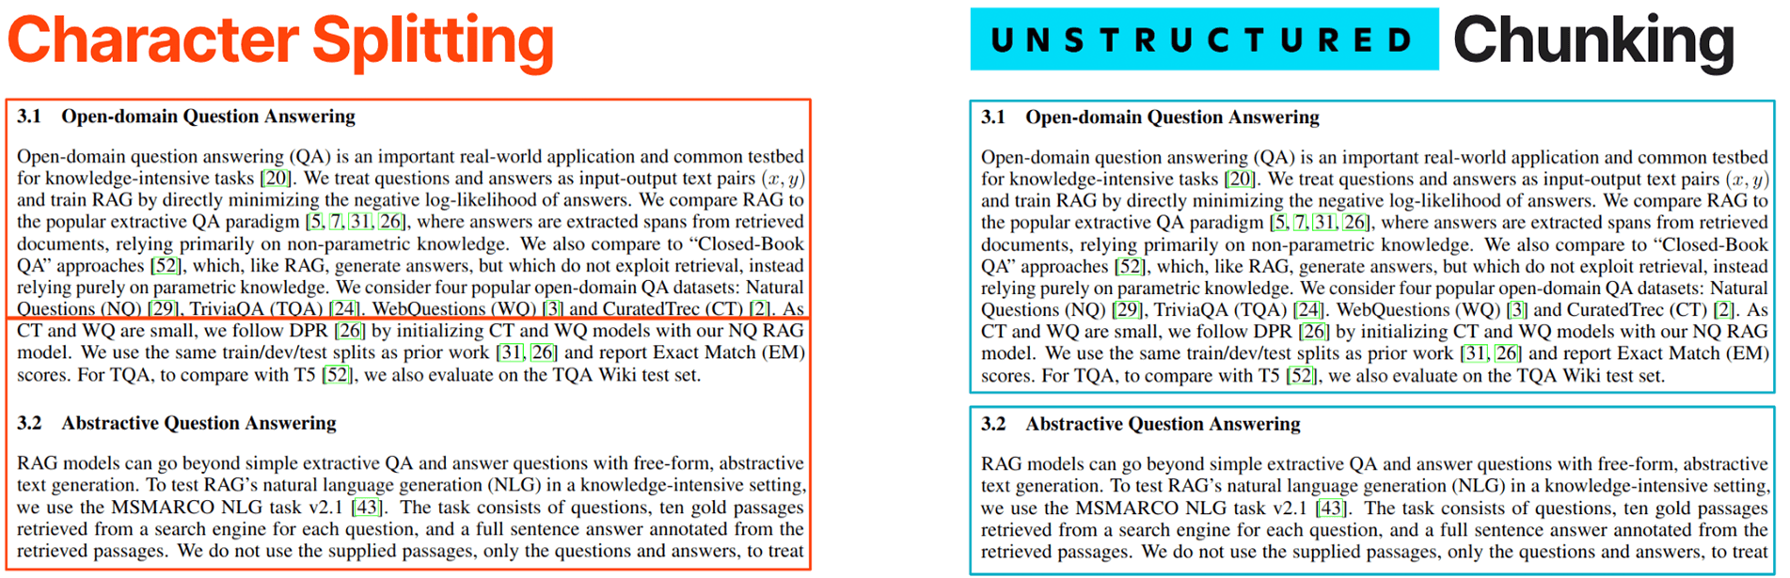 Character Splitting
3.1 Open-domain Question Answering
Open-domain question answering (QA) is an important real-world application and common testbed
for knowledge-intensive tasks [20]. We treat questions and answers as input-output text pairs (x, y)
and train RAG by directly minimizing the negative log-likelihood of answers. We compare RAG to
the popular extractive QA paradigm [5, 7, 31, 26], where answers are extracted spans from retrieved
documents, relying primarily on non-parametric knowledge. We also compare to “Closed-Book
QA” approaches [52], which, like RAG, generate answers, but which do not exploit retrieval, instead
relying purely on parametric knowledge. We consider four popular open-domain QA datasets: Natural
Questions (NQ) [29], TriviaQA (TQA) [24]. WebQuestions (WQ) [3] and CuratedTrec (CT) [2]. As
CT and WQ are small, we follow DPR [26] by initializing CT and WQ models with our NQ RAG
model. We use the same train/dev/test splits as prior work [31, 26] and report Exact Match (EM)
scores. For TQA, to compare with T5 [52], we also evaluate on the TQA Wiki test set.
3.2 Abstractive Question Answering
RAG models can go beyond simple extractive QA and answer questions with free-form, abstractive
text generation. To test RAG’s natural language generation (NLG) in a knowledge-intensive setting,
we use the MSMARCO NLG task v2.1 [43]. The task consists of questions, ten gold passages
retrieved from a search engine for each question, and a full sentence answer annotated from the
retrieved passages. We do not use the supplied passages, only the questions and answers, to treat
UNSTRUCTURED Chunking
3.1 Open-domain Question Answering
Open-domain question answering (QA) is an important real-world application and common testbed
for knowledge-intensive tasks [20]. We treat questions and answers as input-output text pairs (x, y)
and train RAG by directly minimizing the negative log-likelihood of answers. We compare RAG to
the popular extractive QA paradigm [5, 7, 31, 26], where answers are extracted spans from retrieved
documents, relying primarily on non-parametric knowledge. We also compare to “Closed-Book
QA” approaches [52], which, like RAG, generate answers, but which do not exploit retrieval, instead
relying purely on parametric knowledge. We consider four popular open-domain QA datasets: Natural
Questions (NQ) [29], TriviaQA (TQA) [24]. WebQuestions (WQ) [3] and CuratedTrec (CT) [2]. As
CT and WQ are small, we follow DPR [26] by initializing CT and WQ models with our NQ RAG
model. We use the same train/dev/test splits as prior work [31, 26] and report Exact Match (EM)
scores. For TQA, to compare with T5 [52], we also evaluate on the TQA Wiki test set.
3.2 Abstractive Question Answering
RAG models can go beyond simple extractive QA and answer questions with free-form, abstractive
text generation. To test RAG’s natural language generation (NLG) in a knowledge-intensive setting,
we use the MSMARCO NLG task v2.1 [43]. The task consists of questions, ten gold passages
retrieved from a search engine for each question, and a full sentence answer annotated from the
retrieved passages. We do not use the supplied passages, only the questions and answers, to treat